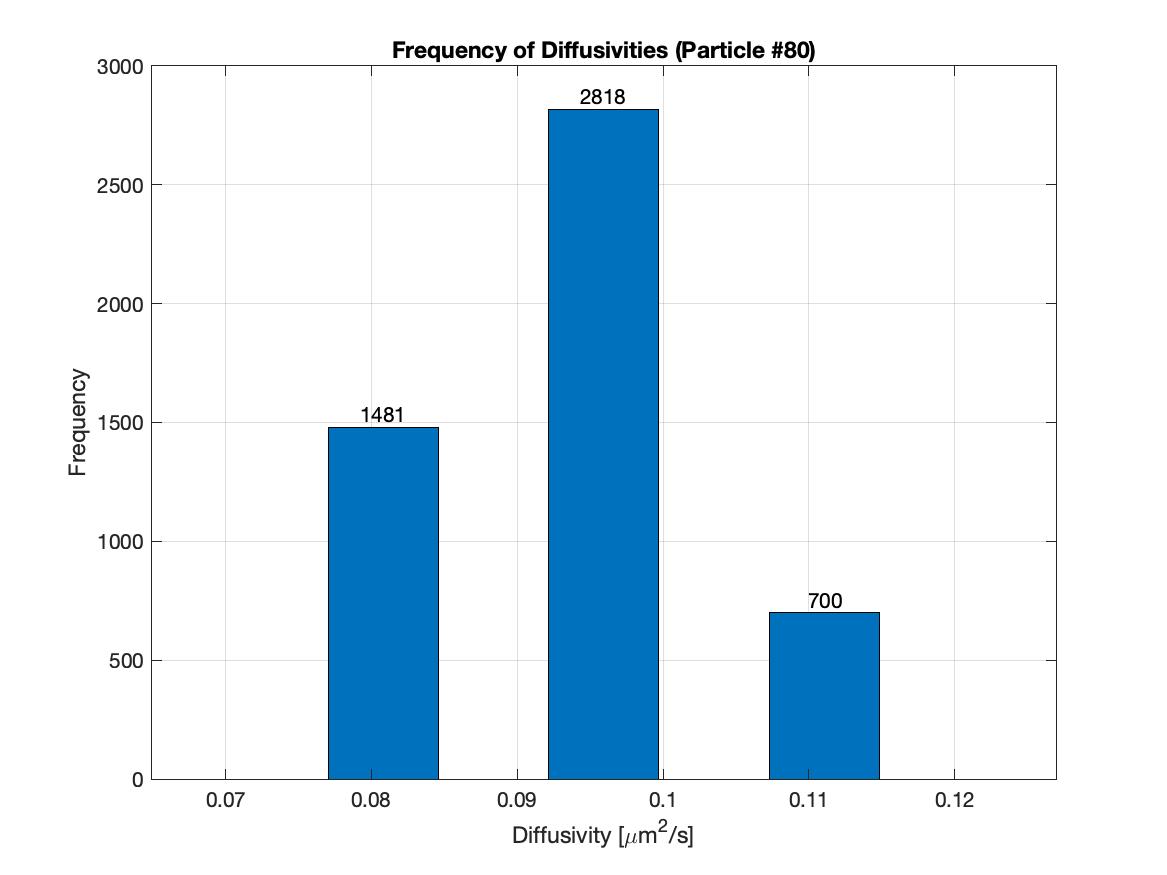 Frequency of Diffusivities (Particle #80)
3000
2818
2500
2000
1481
1500
Frequency
1000
700
500
0
0.07 0.08 0.09 0.1 0.11 0.12
Diffusivity [μm²/s]